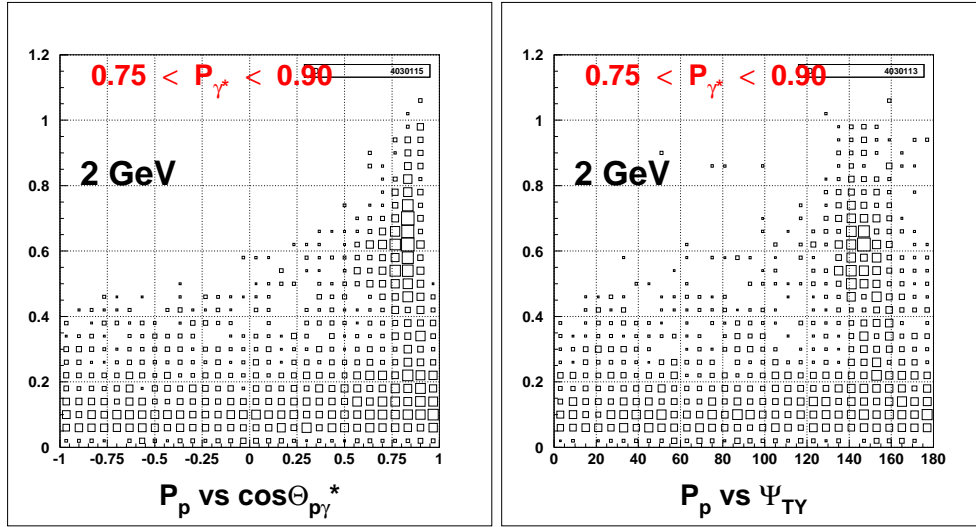 0.75 < P_γ* < 0.90
4030115
2 GeV
1.2
1
0.8
0.6
0.4
0.2
0
-1 -0.75 -0.5 -0.25 0 0.25 0.5 0.75 1
P_p vs cosΘ_pγ*
0.75 < P_γ* < 0.90
4030113
2 GeV
1.2
1
0.8
0.6
0.4
0.2
0
0 20 40 60 80 100 120 140 160 180
P_p vs Ψ_TY